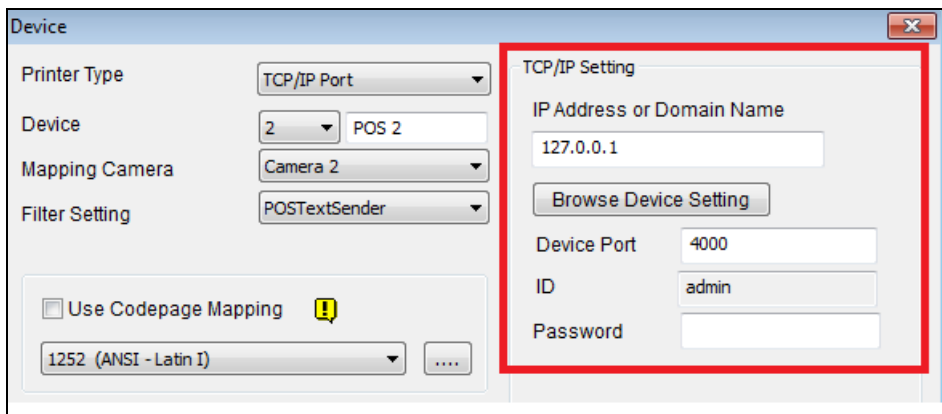 Device
Printer Type
TCP/IP Port
Device
2
POS 2
Mapping Camera
Camera 2
Filter Setting
POSTextSender
Use Codepage Mapping
!
1252 (ANSI - Latin I)
....
TCP/IP Setting
IP Address or Domain Name
127.0.0.1
Browse Device Setting
Device Port
4000
ID
admin
Password